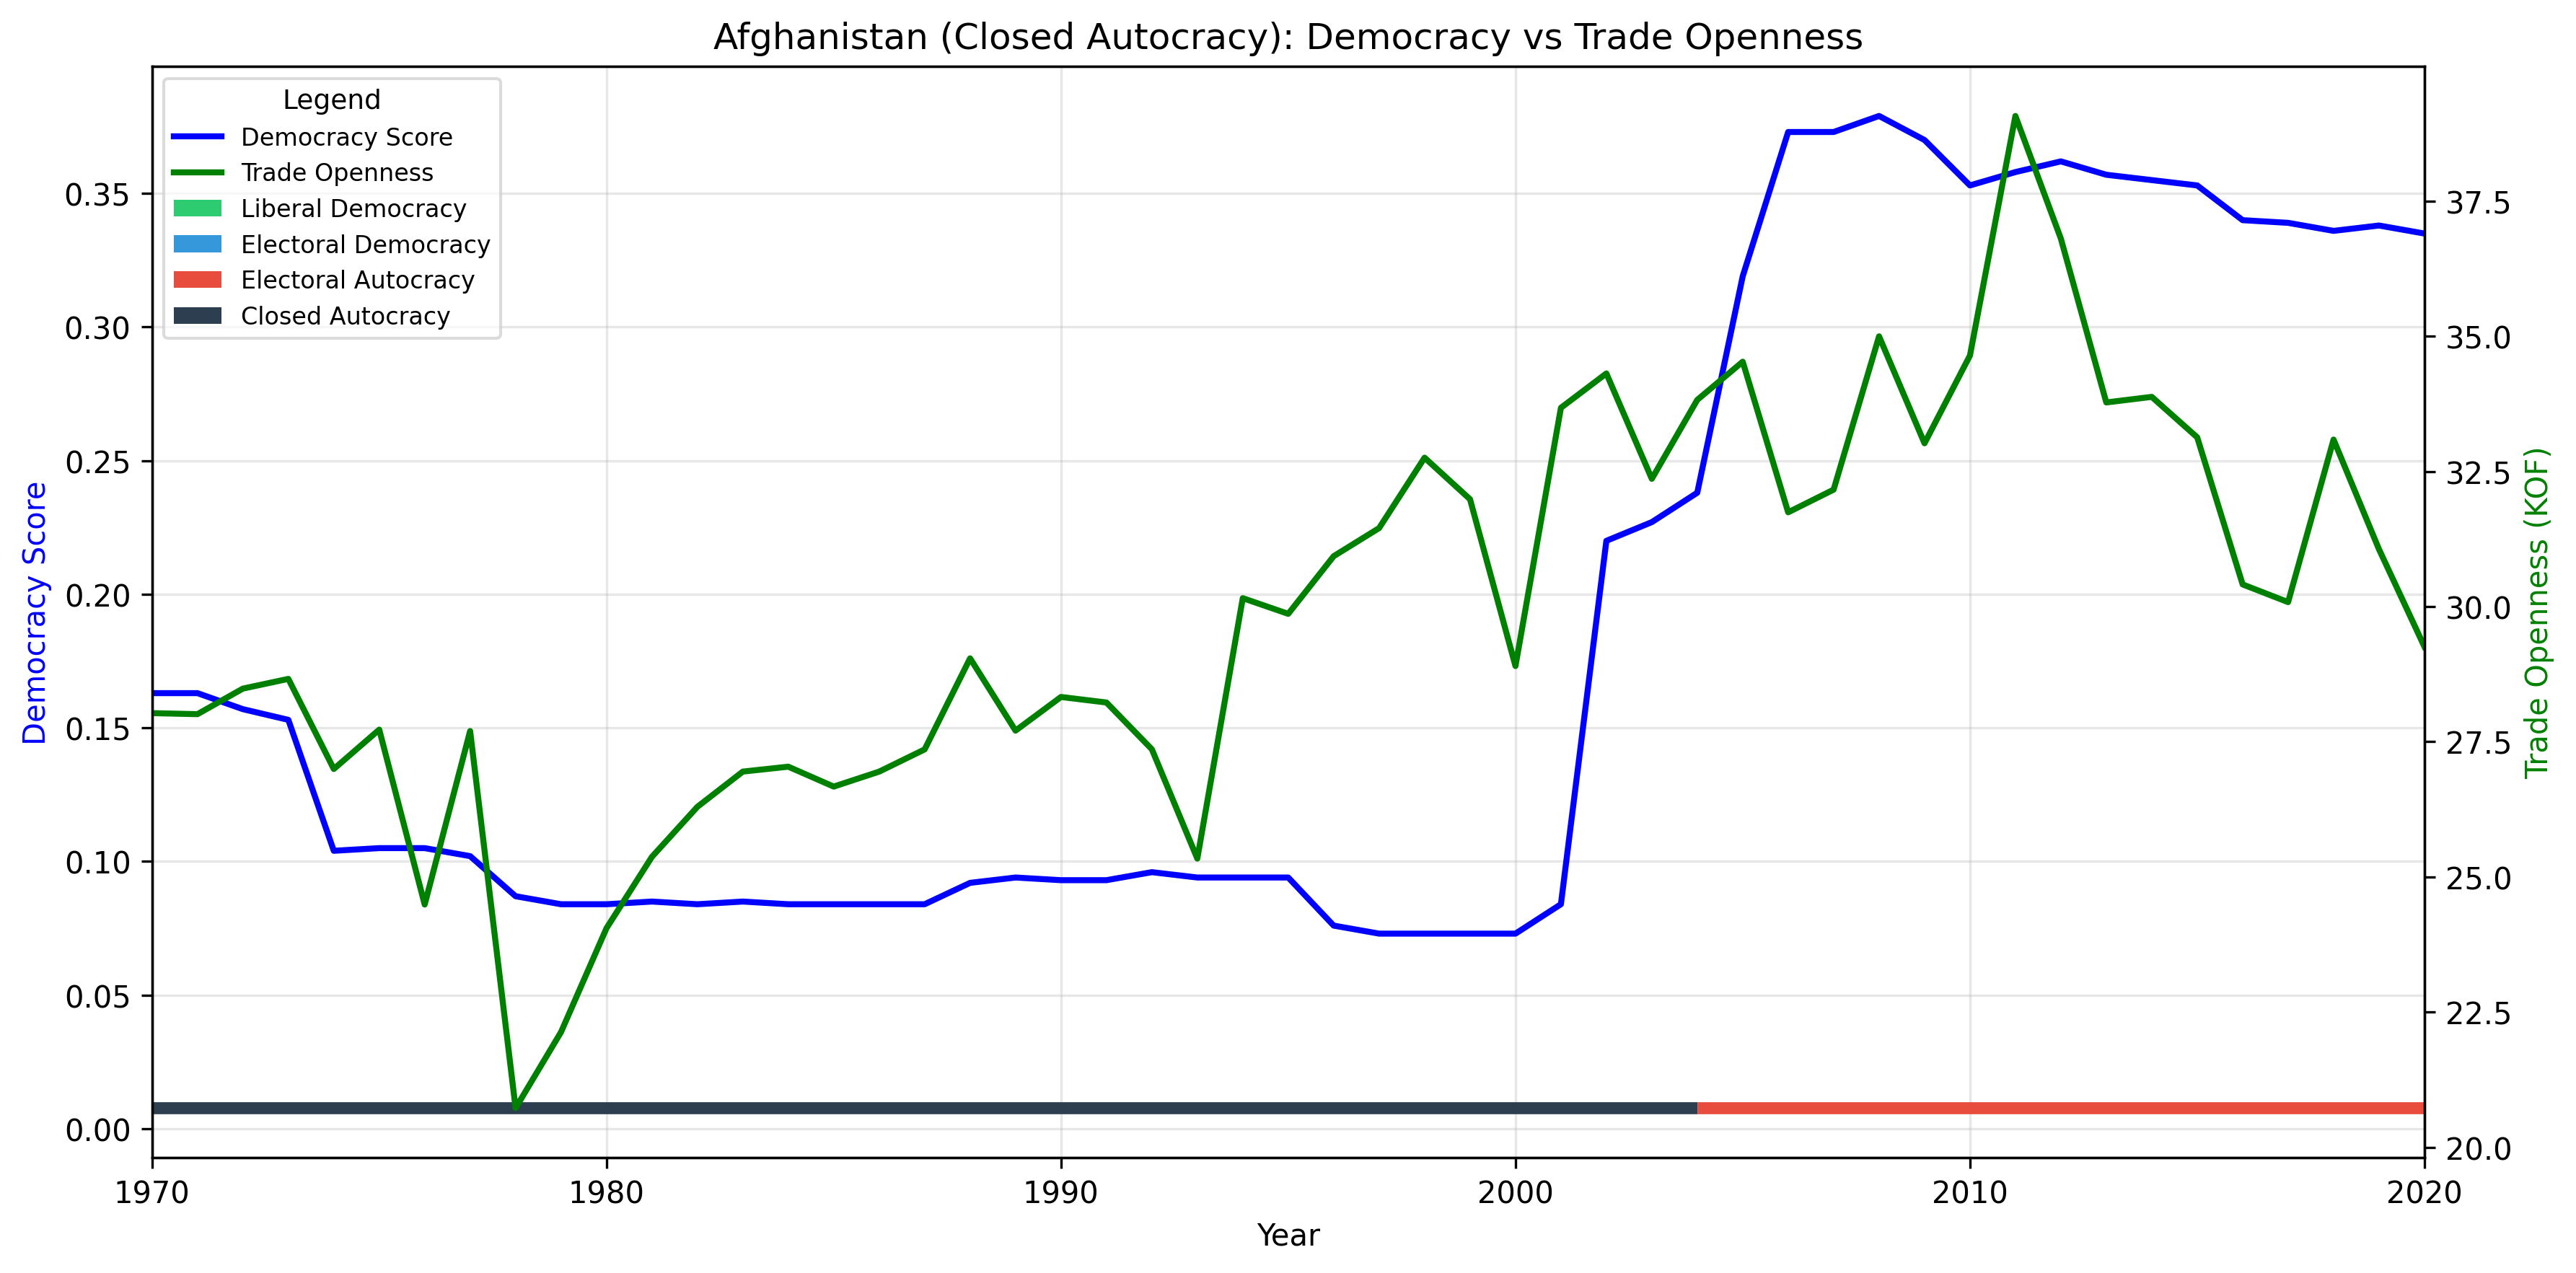 Afghanistan (Closed Autocracy): Democracy vs Trade Openness
Legend
Democracy Score
Trade Openness
Liberal Democracy
Electoral Democracy
Electoral Autocracy
Closed Autocracy
Democracy Score
0.35
0.30
0.25
0.20
0.15
0.10
0.05
0.00
37.5
35.0
32.5
30.0
27.5
25.0
22.5
20.0
Trade Openness (KOF)
1970 1980 1990 2000 2010 2020
Year